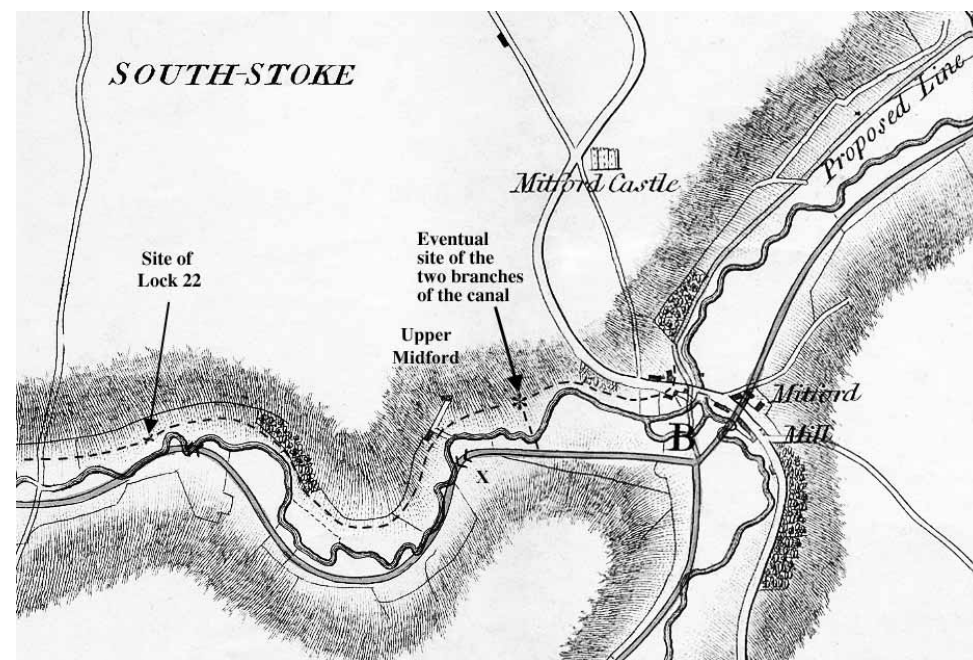 SOUTH-STOKE
Proposed Line
Mitford Castle
Site of
Lock 22
Eventual
site of the
two branches
of the canal
Upper
Midford
Mitford
Mill
B
X